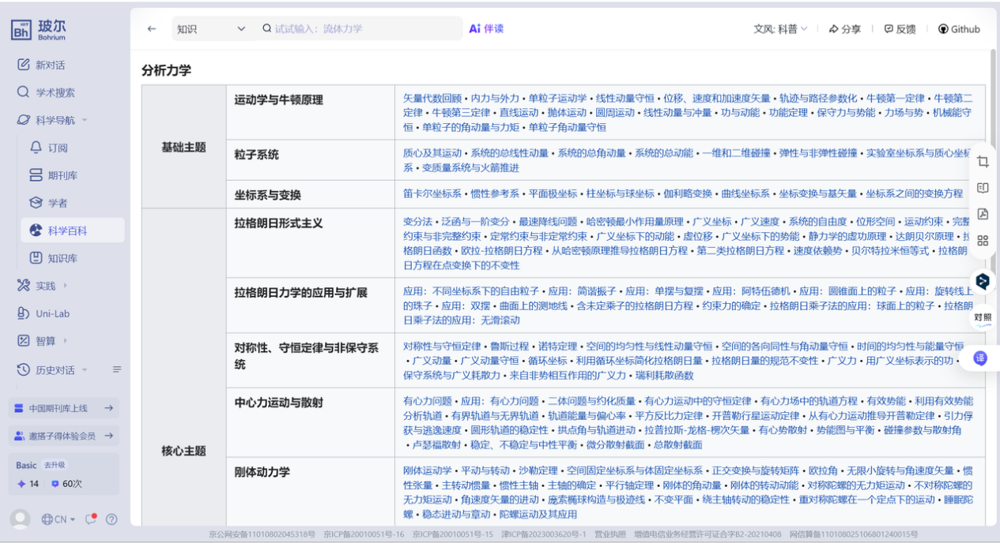 玻尔
Bohrium
新对话
学术搜索
科学导航
订阅
期刊库
学者
科学百科
知识库
实践
Uni-Lab
智算
历史对话
中国期刊库上线
邀搭子得体验会员
Basic 去升级
14 60次
CN
知识
试试输入：流体力学
Ai 伴读
文风: 科普
分享
反馈
Github
分析力学
基础主题
运动学与牛顿原理
矢量代数回顾 • 内力与外力 • 单粒子运动学 • 线性动量守恒 • 位移、速度和加速度矢量 • 轨迹与路径参数化 • 牛顿第一定律 • 牛顿第二
定律 • 牛顿第三定律 • 直线运动 • 抛体运动 • 圆周运动 • 线性动量与冲量 • 功与动能 • 功能定理 • 保守力与势能 • 力场与势 • 机械能守
恒 • 单粒子的角动量与力矩 • 单粒子角动量守恒
粒子系统
质心及其运动 • 系统的总线性动量 • 系统的总角动量 • 系统的总动能 • 一维和二维碰撞 • 弹性与非弹性碰撞 • 实验室坐标系与质心坐标
系 • 变质量系统与火箭推进
坐标系与变换
笛卡尔坐标系 • 惯性参考系 • 平面极坐标 • 柱坐标与球坐标 • 伽利略变换 • 曲线坐标系 • 坐标变换与基矢量 • 坐标系之间的变换方程
核心主题
拉格朗日形式主义
变分法 • 泛函与一阶变分 • 最速降线问题 • 哈密顿最小作用量原理 • 广义坐标 • 广义速度 • 系统的自由度 • 位形空间 • 运动约束 • 完整
约束与非完整约束 • 定常约束与非定常约束 • 广义坐标下的动能 • 虚位移 • 广义坐标下的势能 • 静力学的虚功原理 • 达朗贝尔原理 • 拉
格朗日函数 • 欧拉-拉格朗日方程 • 从哈密顿原理推导拉格朗日方程 • 第二类拉格朗日方程 • 速度依赖势 • 贝尔特拉米恒等式 • 拉格朗
日方程在点变换下的不变性
拉格朗日力学的应用与扩展
应用：不同坐标系下的自由粒子 • 应用：简谐振子 • 应用：单摆与复摆 • 应用：阿特伍德机 • 应用：圆锥面上的粒子 • 应用：旋转线上
的珠子 • 应用：双摆 • 曲面上的测地线 • 含未定乘子的拉格朗日方程 • 约束力的确定 • 拉格朗日乘子法的应用：球面上的粒子 • 拉格朗
日乘子法的应用：无滑滚动
对称性、守恒定律与非保守系
统
对称性与守恒定律 • 鲁斯过程 • 诺特定理 • 空间的均匀性与线性动量守恒 • 空间的各向同性与角动量守恒 • 时间的均匀性与能量守恒
• 广义动量 • 广义动量守恒 • 循环坐标 • 利用循环坐标简化拉格朗日量 • 拉格朗日量的规范不变性 • 广义力 • 用广义坐标表示的功 •
保守系统与广义耗散力 • 来自非势相互作用的广义力 • 瑞利耗散函数
中心力运动与散射
有心力问题 • 应用：有心力问题 • 二体问题与约化质量 • 有心力运动中的守恒定律 • 有心力场中的轨道方程 • 有效势能 • 利用有效势能
分析轨道 • 有界轨道与无界轨道 • 轨道能量与偏心率 • 平方反比力定律 • 开普勒行星运动定律 • 从有心力运动推导开普勒定律 • 引力俘
获与逃逸速度 • 圆形轨道的稳定性 • 拱点角与轨道进动 • 拉普拉斯-龙格-楞次矢量 • 有心势散射 • 势能图与平衡 • 碰撞参数与散射角
• 卢瑟福散射 • 稳定、不稳定与中性平衡 • 微分散射截面 • 总散射截面
刚体动力学
刚体运动学 • 平动与转动 • 沙勒定理 • 空间固定坐标系与体固定坐标系 • 正交变换与旋转矩阵 • 欧拉角 • 无限小旋转与角速度矢量 • 惯
性张量 • 主转动惯量 • 惯性主轴 • 主轴的确定 • 平行轴定理 • 刚体的角动量 • 刚体的转动动能 • 对称陀螺的无力矩运动 • 不对称陀螺的
无力矩运动 • 角速度矢量的进动 • 庞索椭球构造与极迹线 • 不变平面 • 绕主轴转动的稳定性 • 重对称陀螺在一个定点下的运动 • 睡眠陀
螺 • 稳态进动与章动 • 陀螺运动及其应用
对照
译
京公网安备11010802045318号 京ICP备20010051号-16 京ICP备20010051号-15 津ICP备2023003620号-1 营业执照 增值电信业务经营许可证合字B2-20210408 网信算备110108025106801240015号